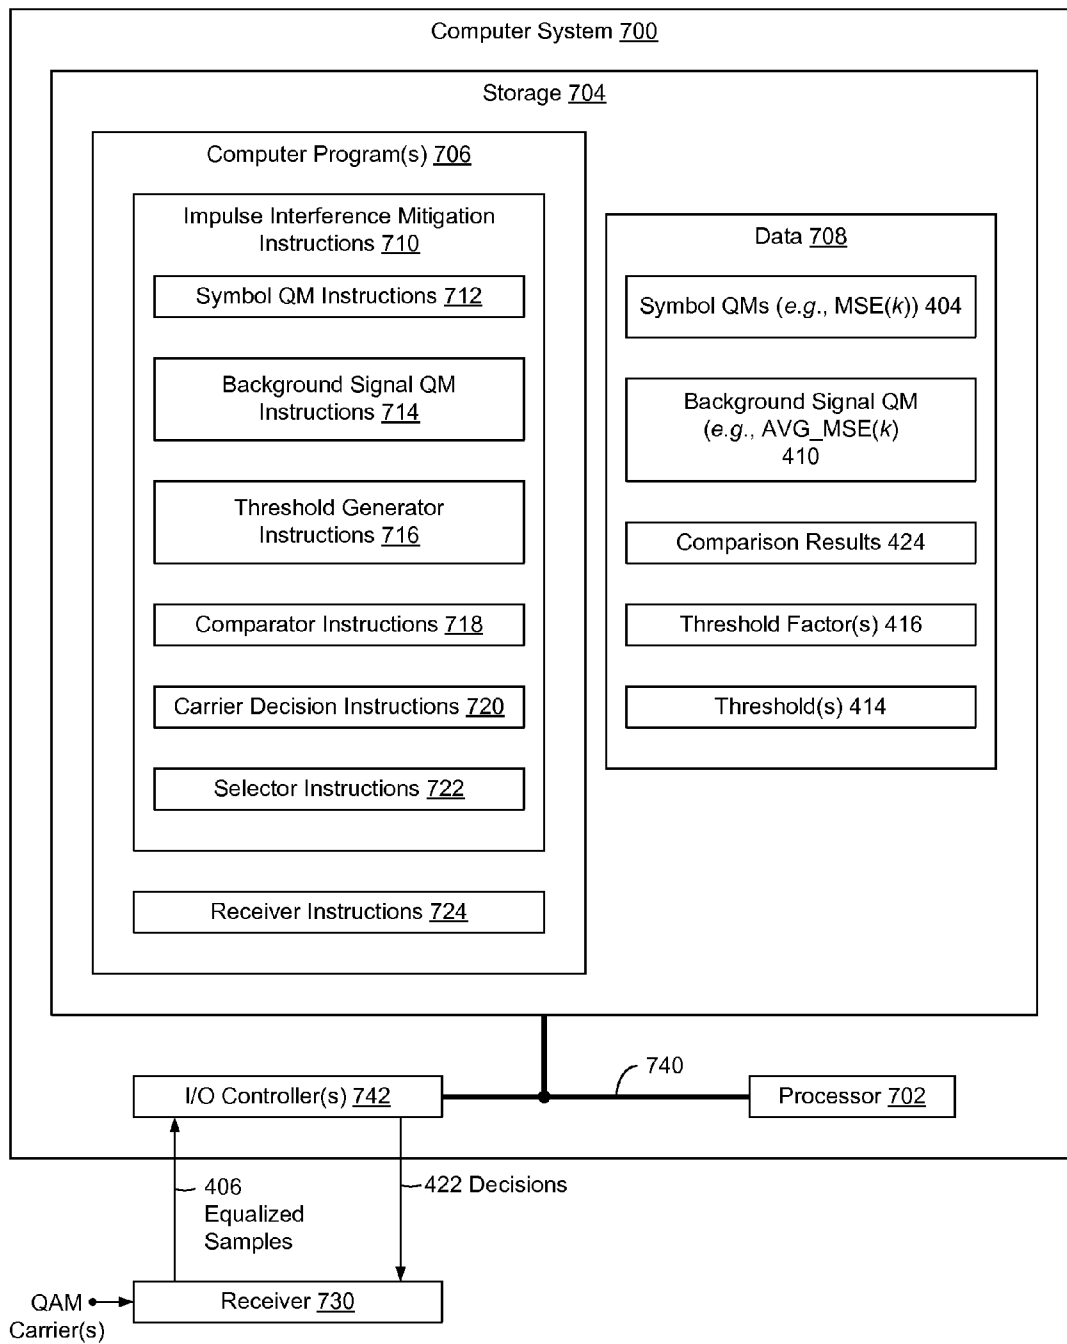 Computer System 700
Storage 704
Computer Program(s) 706
Impulse Interference Mitigation
Instructions 710
Symbol QM Instructions 712
Background Signal QM
Instructions 714
Threshold Generator
Instructions 716
Comparator Instructions 718
Carrier Decision Instructions 720
Selector Instructions 722
Receiver Instructions 724
Data 708
Symbol QMs (e.g., MSE(k)) 404
Background Signal QM
(e.g., AVG_MSE(k)
410
Comparison Results 424
Threshold Factor(s) 416
Threshold(s) 414
740
I/O Controller(s) 742
Processor 702
406
Equalized
Samples
422 Decisions
QAM
Carrier(s)
Receiver 730